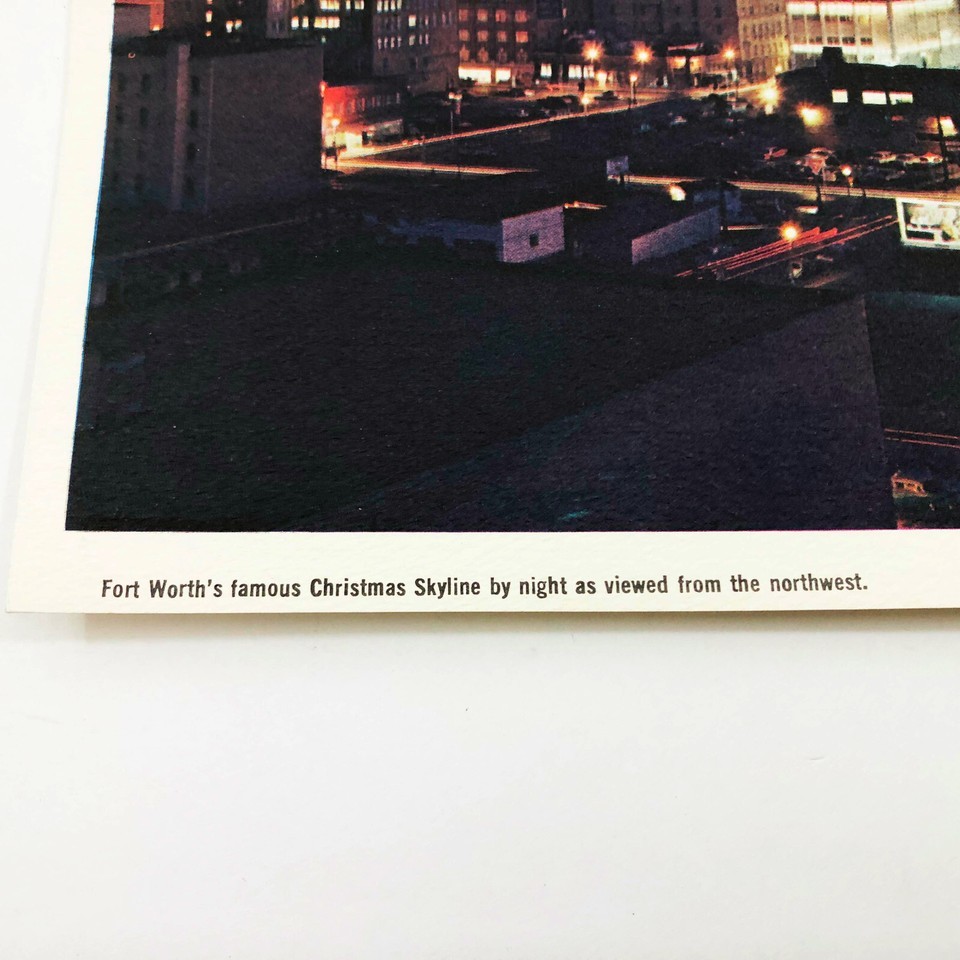 Fort Worth's famous Christmas Skyline by night as viewed from the northwest.